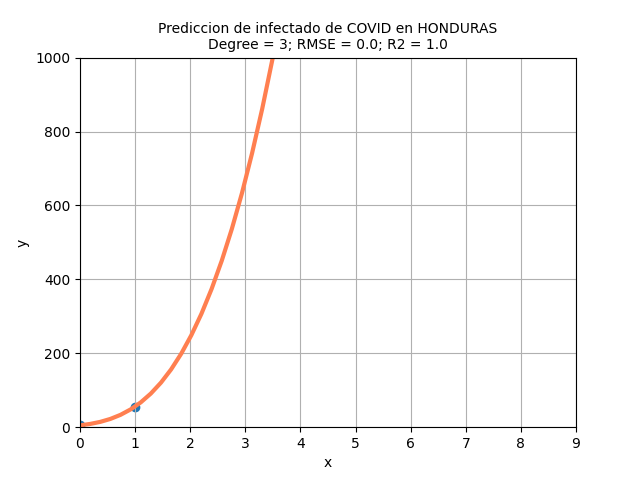 Prediccion de infectado de COVID en HONDURAS
Degree = 3; RMSE = 0.0; R2 = 1.0
1000
800
600
400
200
0
y
0 1 2 3 4 5 6 7 8 9
x